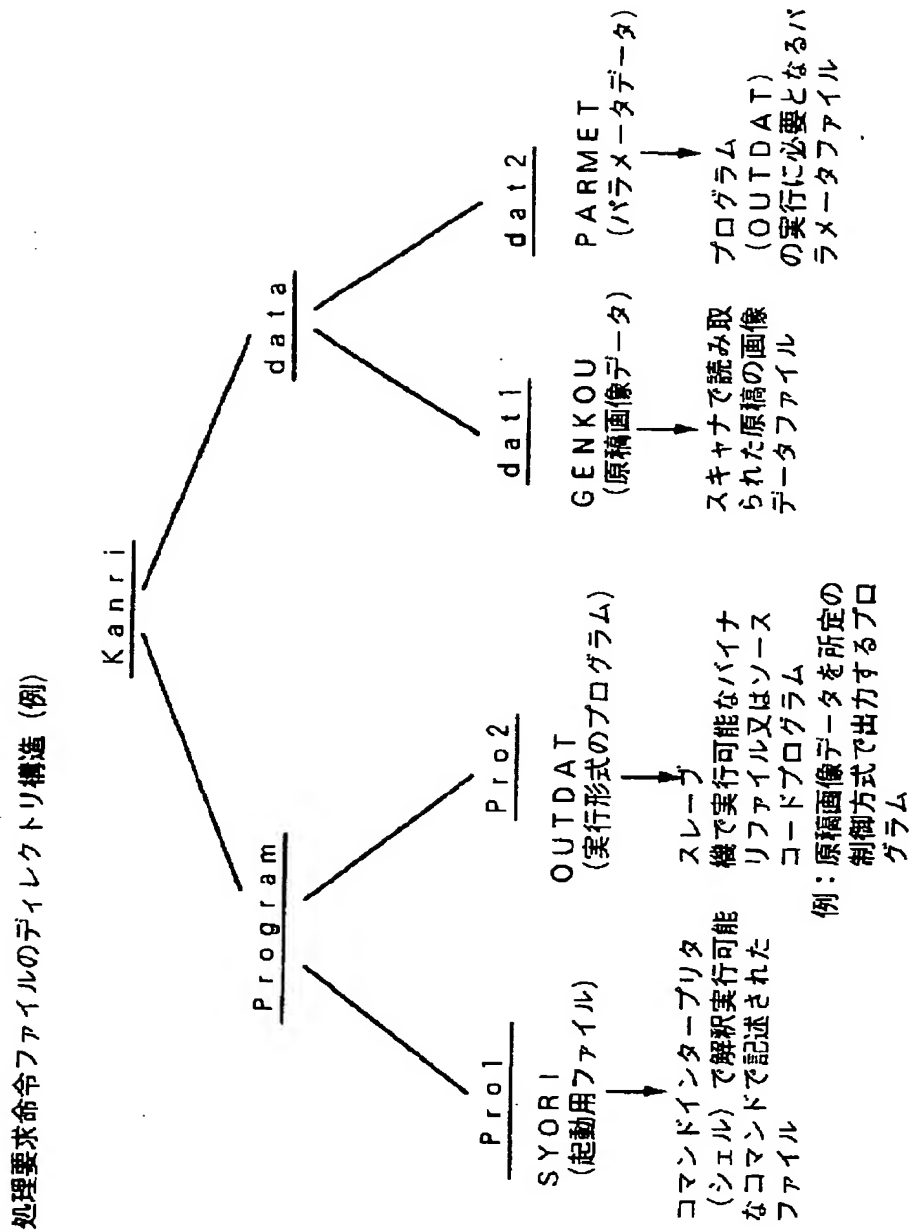 処理要求命令ファイルのディレクトリ構造 (例)
Kanri
Program
data
Pro1
SYORI
(起動用ファイル)
コマンドインタープリタ
(シェル) で解釈実行可能
なコマンドで記述された
ファイル
Pro2
OUTDAT
(実行形式のプログラム)
スレーブ
機で実行可能なバイナ
リファイル又はソース
コードプログラム
例:原稿画像データを所定の
制御方式で出力するプロ
グラム
dat1
GENKOU
(原稿画像データ)
スキャナで読み取
られた原稿の画像
データファイル
dat2
PARMET
(パラメータデータ)
プログラム
(OUTDAT)
の実行に必要となるパ
ラメータファイル